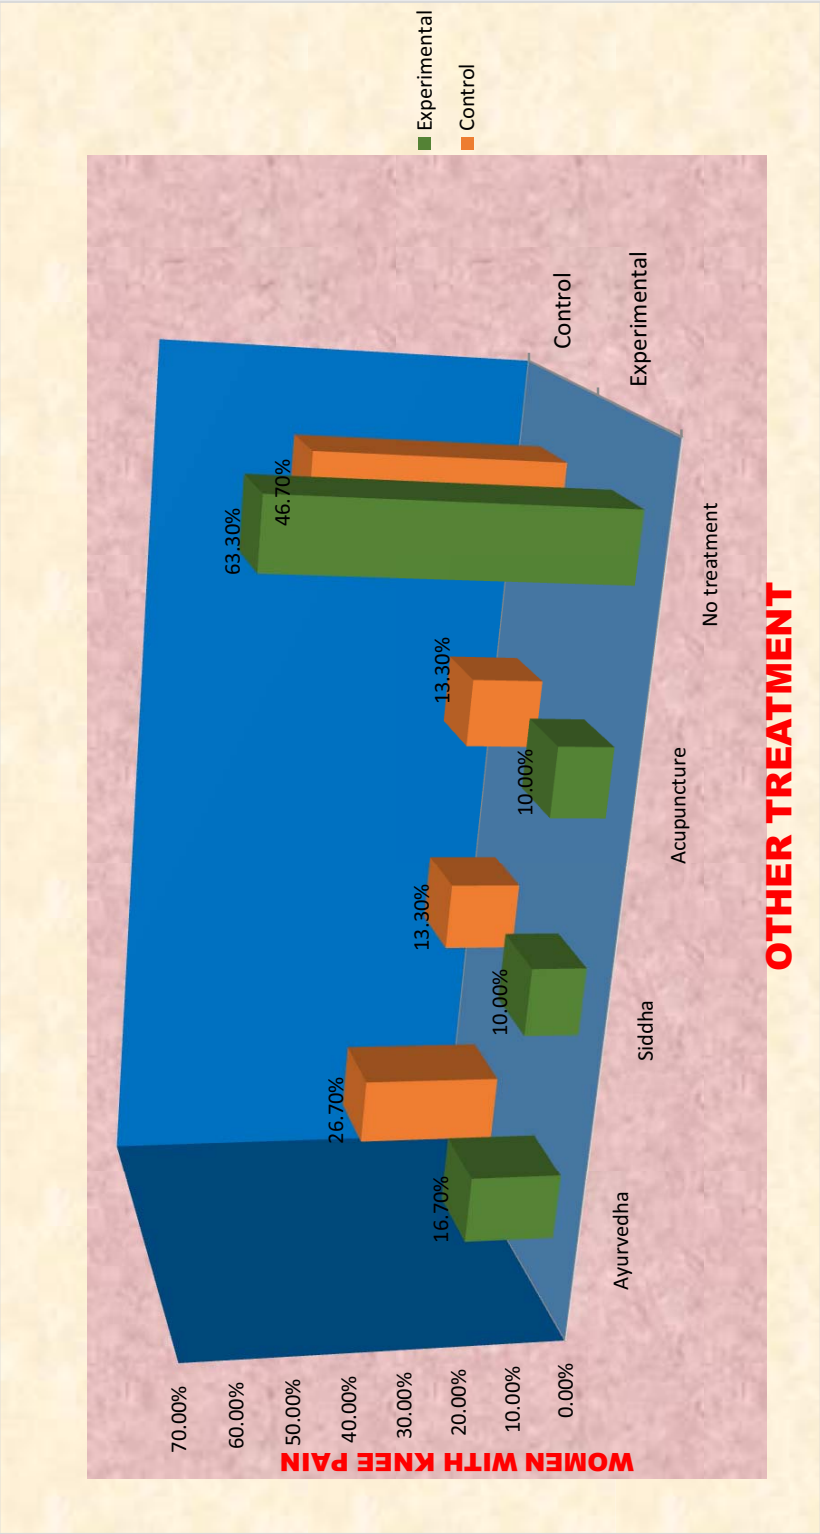 70.00%
60.00%
50.00%
40.00%
30.00%
20.00%
10.00%
0.00%
WOMEN WITH KNEE PAIN
16.70%
26.70%
10.00%
13.30%
10.00%
13.30%
63.30%
46.70%
Ayurvedha
Siddha
Acupuncture
No treatment
Experimental
Control
OTHER TREATMENT
Experimental
Control